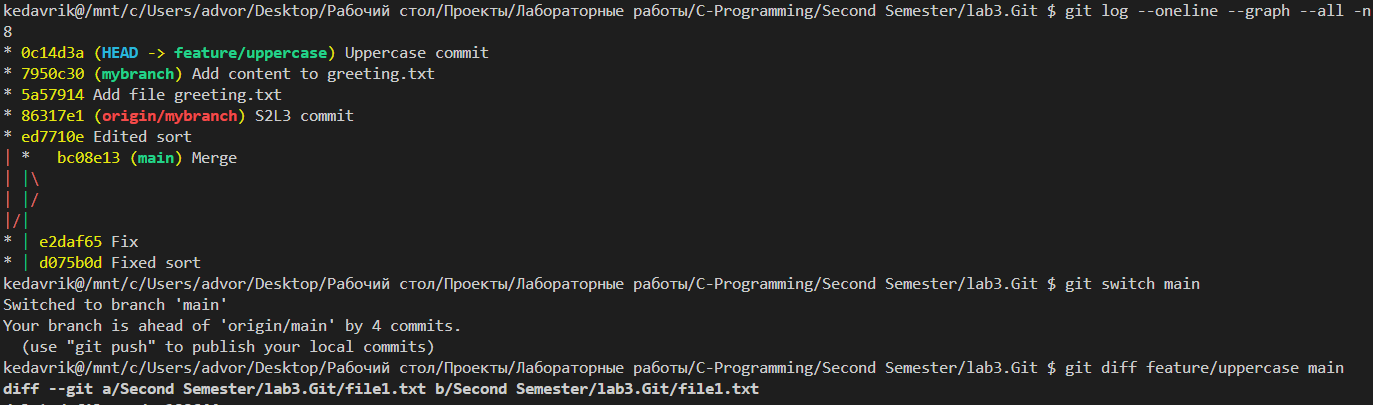 kedavrik@/mnt/c/Users/advor/Desktop/Рабочий стол/Проекты/Лабораторные работы/C-Programming/Second Semester/lab3.Git $ git log --oneline --graph --all -n
8
* 0c14d3a (HEAD -> feature/uppercase) Uppercase commit
* 7950c30 (mybranch) Add content to greeting.txt
* 5a57914 Add file greeting.txt
* 86317e1 (origin/mybranch) S2L3 commit
* ed7710e Edited sort
| *   bc08e13 (main) Merge
| |\
| |/
|/|
* | e2daf65 Fix
* | d075b0d Fixed sort
kedavrik@/mnt/c/Users/advor/Desktop/Рабочий стол/Проекты/Лабораторные работы/C-Programming/Second Semester/lab3.Git $ git switch main
Switched to branch 'main'
Your branch is ahead of 'origin/main' by 4 commits.
  (use "git push" to publish your local commits)
kedavrik@/mnt/c/Users/advor/Desktop/Рабочий стол/Проекты/Лабораторные работы/C-Programming/Second Semester/lab3.Git $ git diff feature/uppercase main
diff --git a/Second Semester/lab3.Git/file1.txt b/Second Semester/lab3.Git/file1.txt